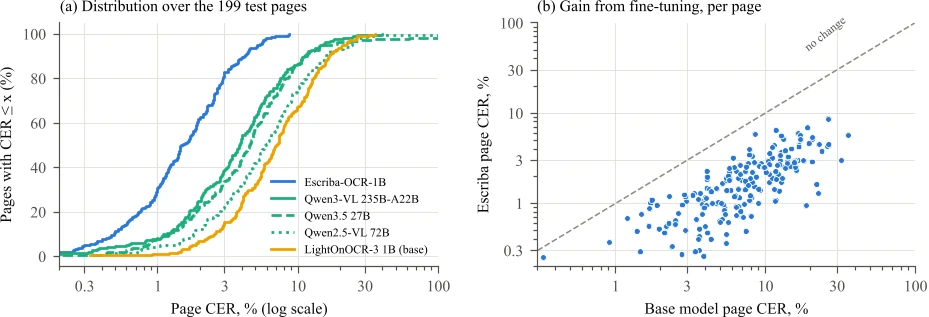 (a) Distribution over the 199 test pages
Pages with CER ≤ x (%)
100
80
60
40
20
0
Escriba-OCR-1B
Qwen3-VL 235B-A22B
Qwen3.5 27B
Qwen2.5-VL 72B
LightOnOCR-3 1B (base)
0.3
1
3
10
30
100
Page CER, % (log scale)
(b) Gain from fine-tuning, per page
Escriba page CER, %
100
30
10
3
1
0.3
no change
1
3
10
30
100
Base model page CER, %